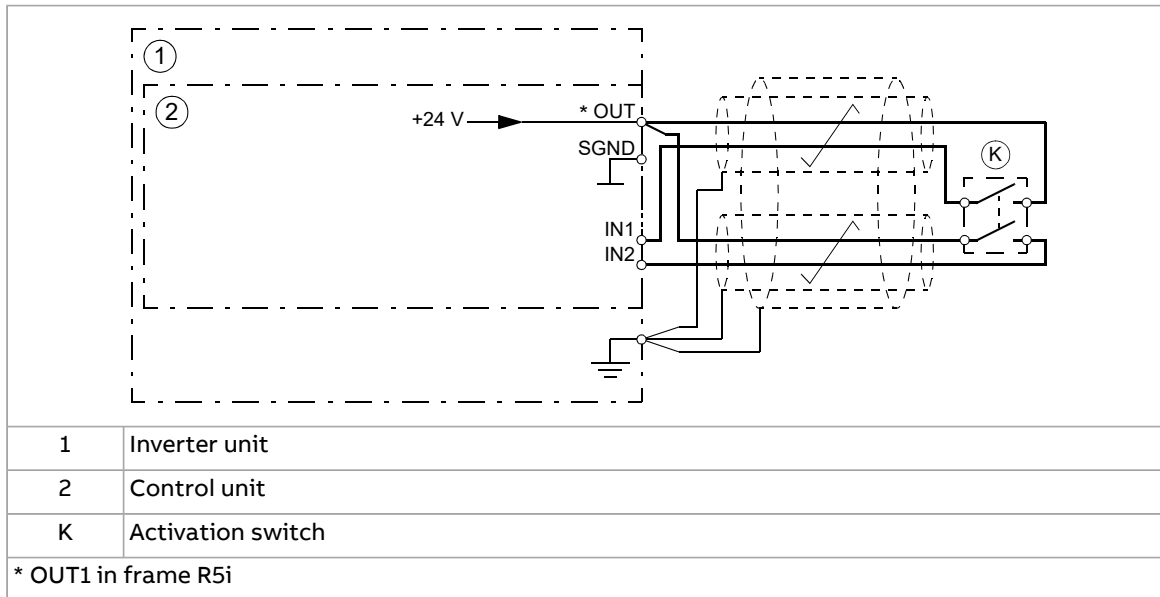 1
2
+24 V
* OUT
SGND
K
IN1
IN2
1 Inverter unit
2 Control unit
K Activation switch
* OUT1 in frame R5i